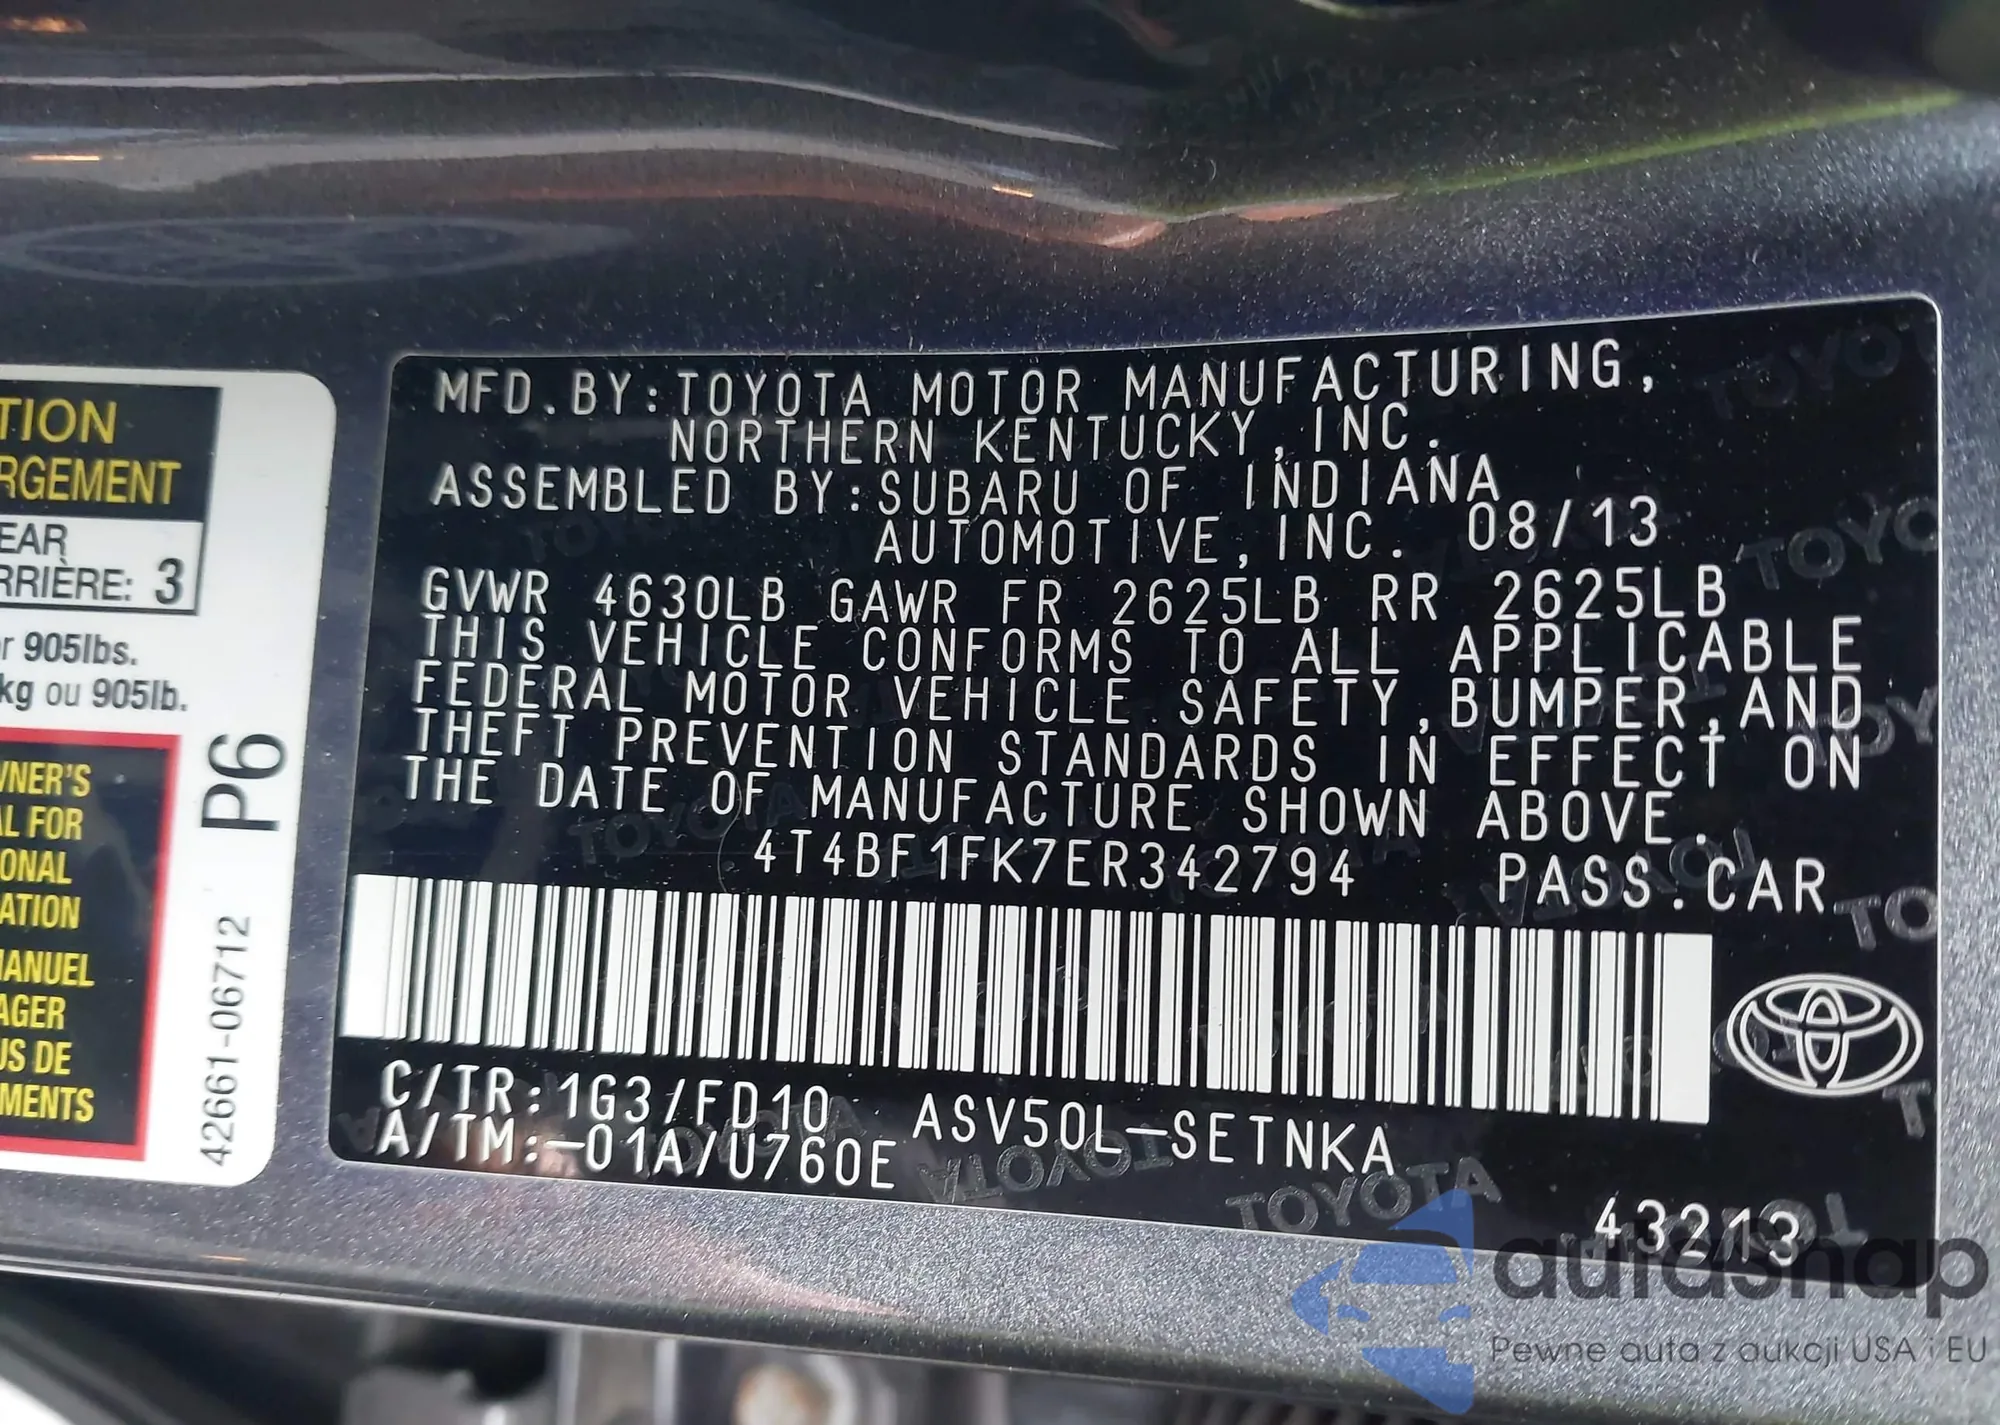 TION
RGEMENT
EAR
RRIÈRE: 3
r 905lbs.
kg ou 905lb.
WNER'S
AL FOR
ONAL
ATION
MANUEL
AGER
US DE
MENTS
P6
42661-06712
MFD.BY:TOYOTA MOTOR MANUFACTURING,
NORTHERN KENTUCKY,INC.
ASSEMBLED BY:SUBARU OF INDIANA
AUTOMOTIVE,INC. 08/13
GVWR 4630LB GAWR FR 2625LB RR 2625LB
THIS VEHICLE CONFORMS TO ALL APPLICABLE
FEDERAL MOTOR VEHICLE SAFETY,BUMPER,AND
THEFT PREVENTION STANDARDS IN EFFECT ON
THE DATE OF MANUFACTURE SHOWN ABOVE.
4T4BF1FK7ER342794 PASS.CAR
C/TR:1G3/FD10 ASV50L-SETNKA
A/TM:-01A/U760E
43213
TOYOTA
autasnap
Pewne auta z aukcji USA i EU